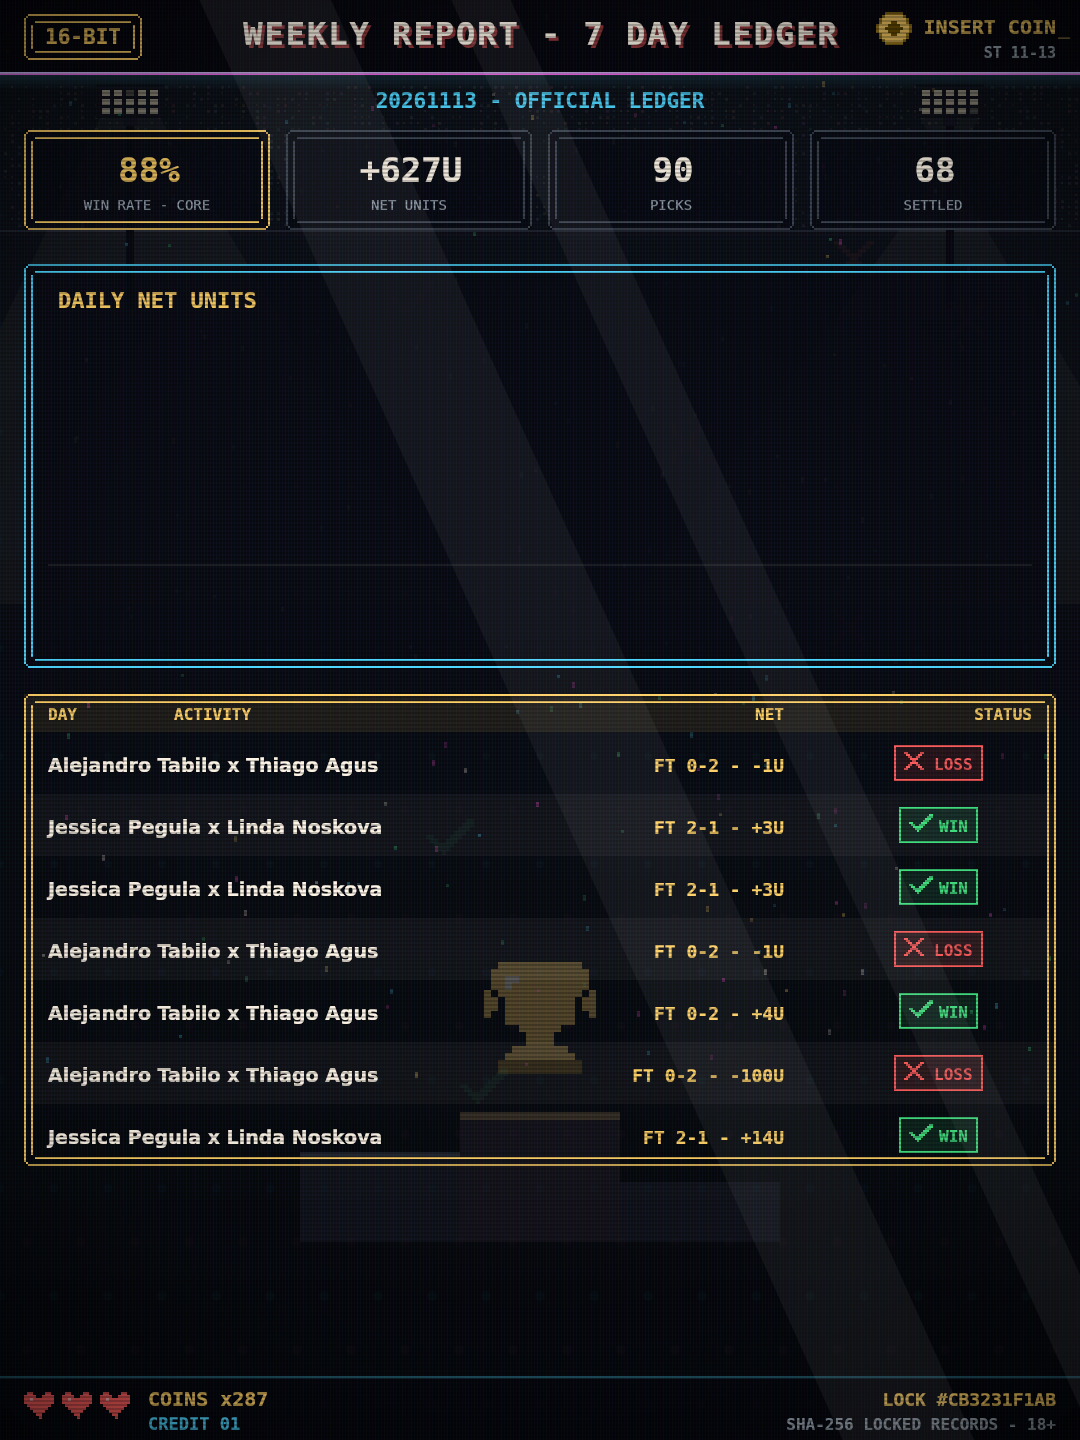 16-BIT
WEEKLY REPORT - 7 DAY LEDGER
INSERT COIN_
ST 11-13
20261113 - OFFICIAL LEDGER
88%
WIN RATE - CORE
+627U
NET UNITS
90
PICKS
68
SETTLED
DAILY NET UNITS
DAY ACTIVITY NET STATUS
Alejandro Tabilo x Thiago Agus FT 0-2 - -1U LOSS
Jessica Pegula x Linda Noskova FT 2-1 - +3U WIN
Jessica Pegula x Linda Noskova FT 2-1 - +3U WIN
Alejandro Tabilo x Thiago Agus FT 0-2 - -1U LOSS
Alejandro Tabilo x Thiago Agus FT 0-2 - +4U WIN
Alejandro Tabilo x Thiago Agus FT 0-2 - -100U LOSS
Jessica Pegula x Linda Noskova FT 2-1 - +14U WIN
COINS x287
CREDIT 01
LOCK #CB3231F1AB
SHA-256 LOCKED RECORDS - 18+